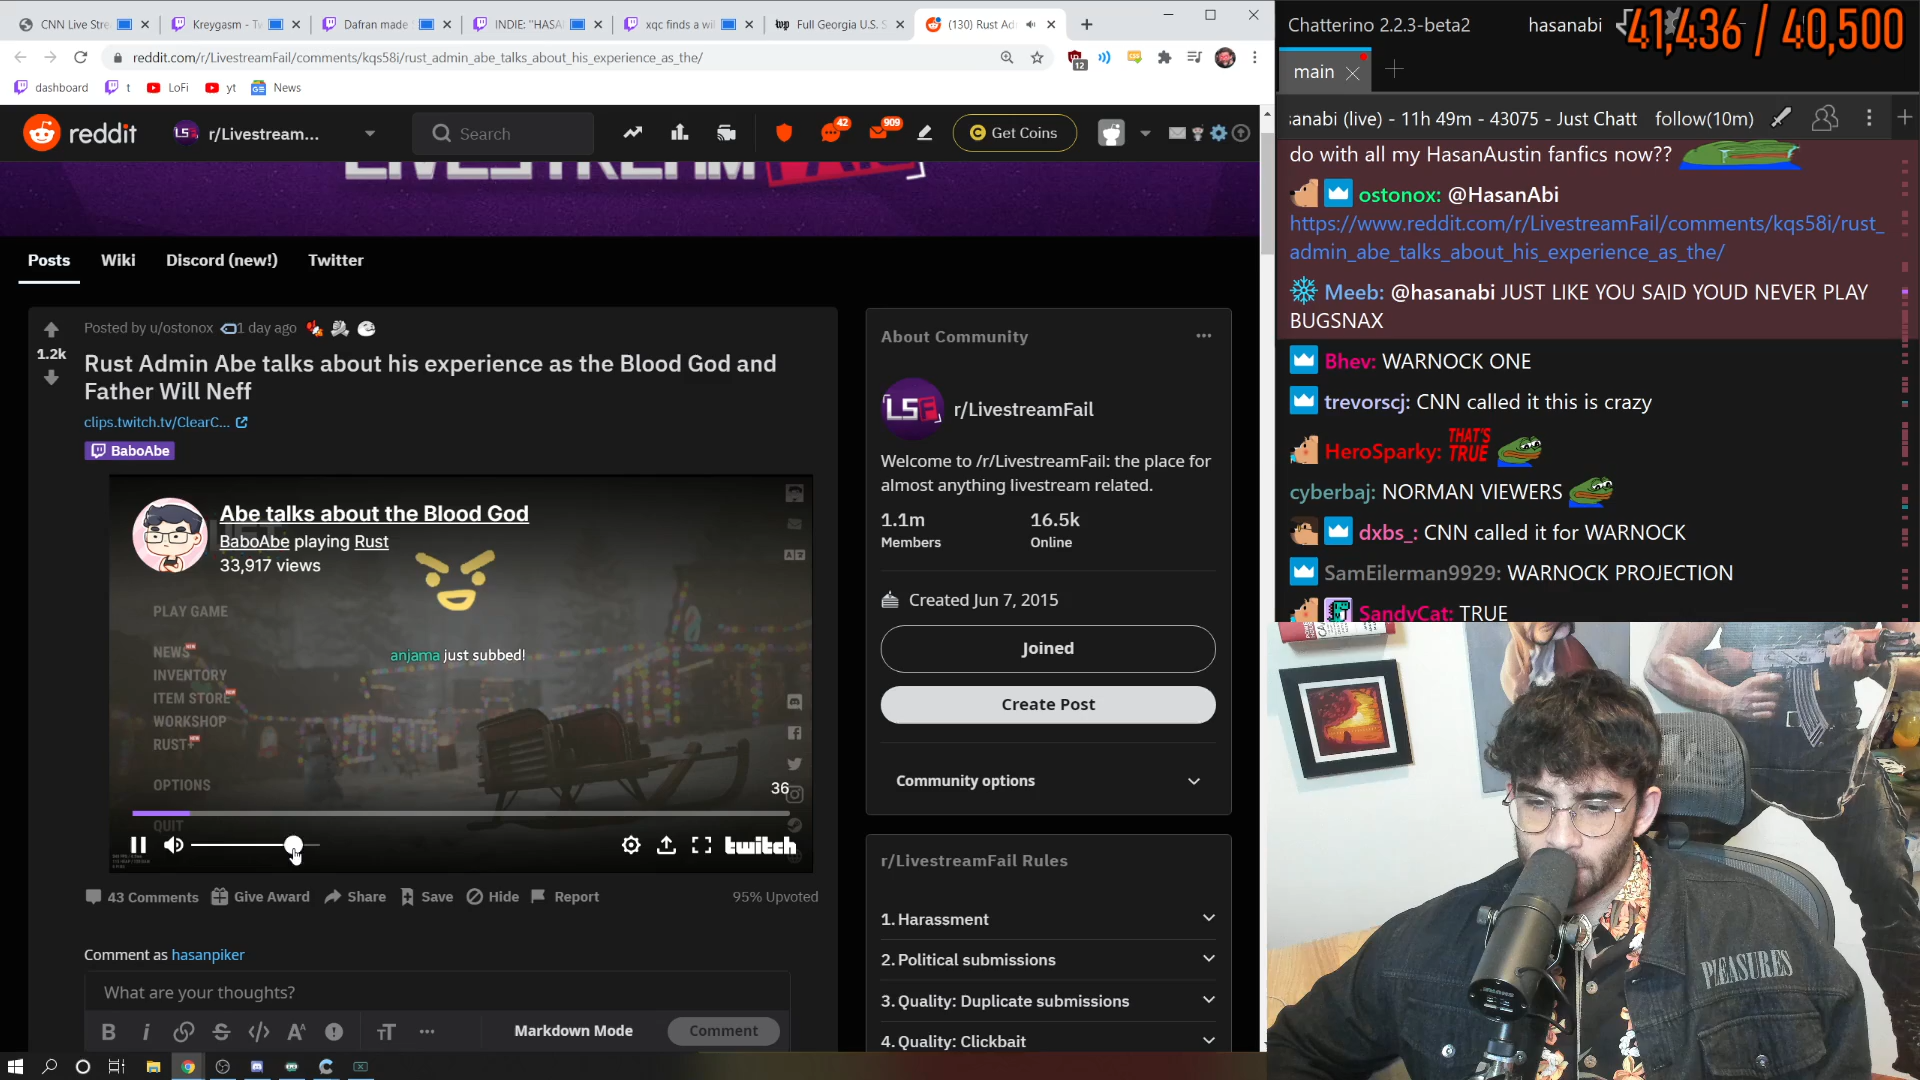 CNN Live Stre
Kreygasm - Tw
Dafran made
INDIE: "HASA
xqc finds a wil
Full Georgia U.S. S
(130) Rust Ad
reddit.com/r/LivestreamFail/comments/kqs58i/rust_admin_abe_talks_about_his_experience_as_the/
12
dashboard
t
LoFi
yt
News
reddit
r/Livestream...
Search
42
909
Get Coins
LIVESTREAMFAIL
Posts
Wiki
Discord (new!)
Twitter
1.2k
Posted by u/ostonox 1 day ago
Rust Admin Abe talks about his experience as the Blood God and
Father Will Neff
clips.twitch.tv/ClearC...
BaboAbe
Abe talks about the Blood God
BaboAbe playing Rust
33,917 views
PLAY GAME
NEWS
INVENTORY
ITEM STORE
WORKSHOP
RUST+
OPTIONS
QUIT
anjama just subbed!
36
twitch
43 Comments
Give Award
Share
Save
Hide
Report
95% Upvoted
Comment as hasanpiker
What are your thoughts?
Markdown Mode
Comment
About Community
LSF
r/LivestreamFail
Welcome to /r/LivestreamFail: the place for
almost anything livestream related.
1.1m
Members
16.5k
Online
Created Jun 7, 2015
Joined
Create Post
Community options
r/LivestreamFail Rules
1. Harassment
2. Political submissions
3. Quality: Duplicate submissions
4. Quality: Clickbait
Chatterino 2.2.3-beta2
hasanabi
41,436 / 40,500
main
sanabi (live) - 11h 49m - 43075 - Just Chatt
follow(10m)
do with all my HasanAustin fanfics now??
ostonox: @HasanAbi
https://www.reddit.com/r/LivestreamFail/comments/kqs58i/rust_
admin_abe_talks_about_his_experience_as_the/
Meeb: @hasanabi JUST LIKE YOU SAID YOUD NEVER PLAY
BUGSNAX
Bhev: WARNOCK ONE
trevorscj: CNN called it this is crazy
HeroSparky: THAT'S TRUE
cyberbaj: NORMAN VIEWERS
dxbs_: CNN called it for WARNOCK
SamEilerman9929: WARNOCK PROJECTION
SandyCat: TRUE
PLEASURES